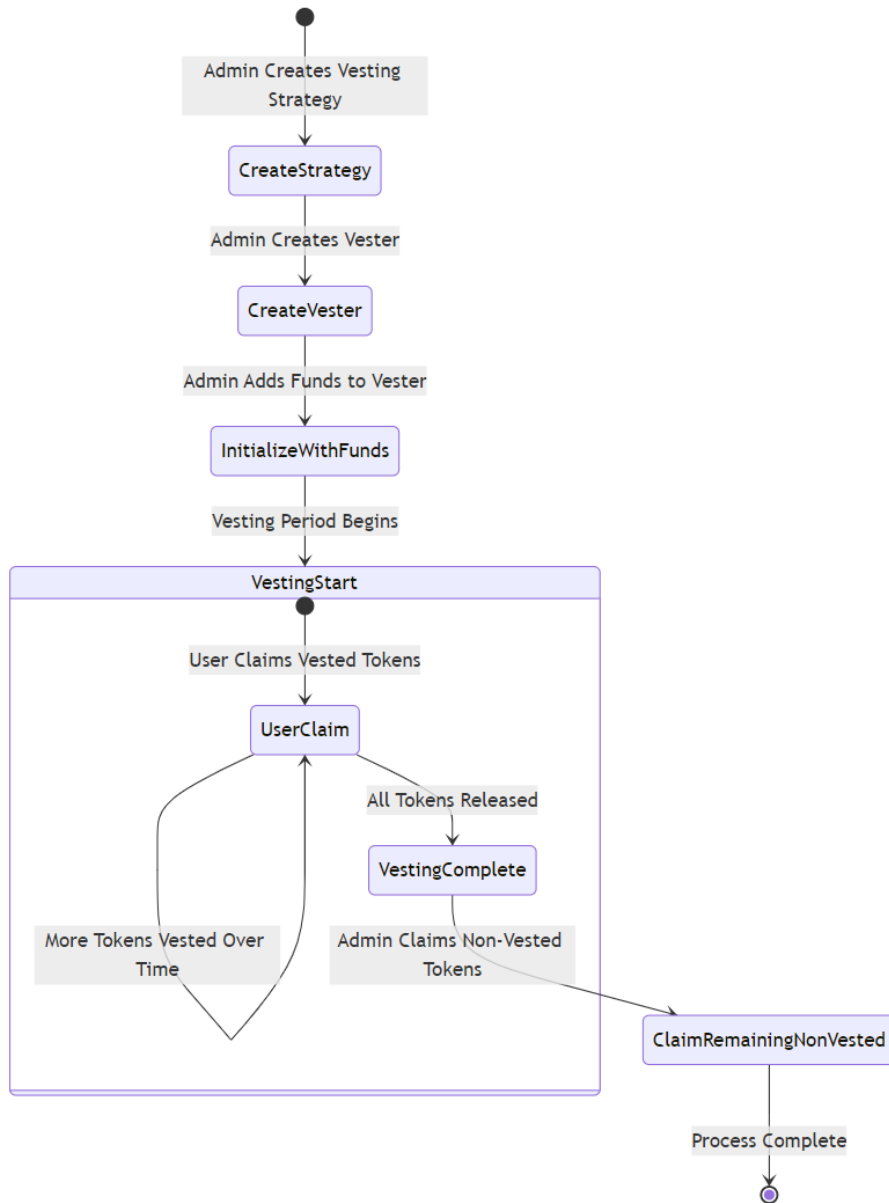 Admin Creates Vesting
Strategy
CreateStrategy
Admin Creates Vester
CreateVester
Admin Adds Funds to Vester
InitializeWithFunds
Vesting Period Begins
VestingStart
User Claims Vested Tokens
UserClaim
All Tokens Released
VestingComplete
More Tokens Vested Over
Time
Admin Claims Non-Vested
Tokens
ClaimRemainingNonVested
Process Complete